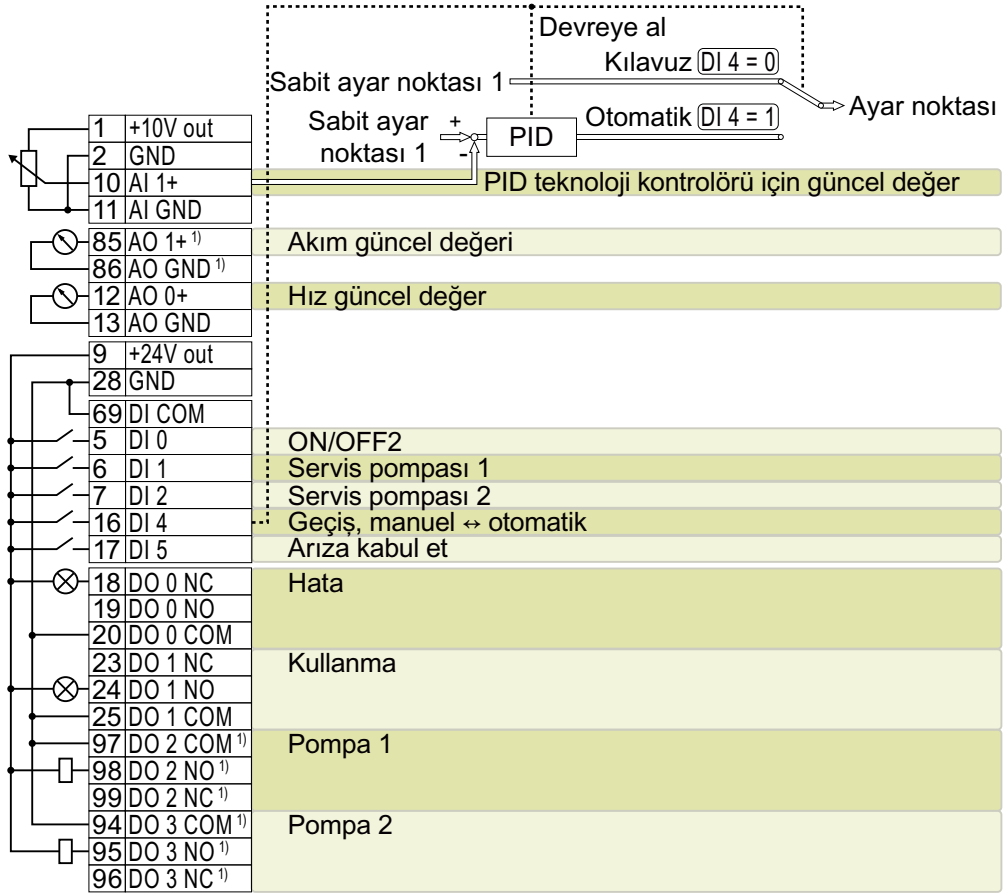 Devreye al
Kılavuz DI 4 = 0
Sabit ayar noktası 1
Ayar noktası
Sabit ayar noktası 1
+
-
PID
Otomatik DI 4 = 1
1 +10V out
2 GND
10 AI 1+ PID teknoloji kontrolörü için güncel değer
11 AI GND
85 AO 1+ 1) Akım güncel değeri
86 AO GND 1)
12 AO 0+ Hız güncel değer
13 AO GND
9 +24V out
28 GND
69 DI COM
5 DI 0 ON/OFF2
6 DI 1 Servis pompası 1
7 DI 2 Servis pompası 2
16 DI 4 Geçiş, manuel ↔ otomatik
17 DI 5 Arıza kabul et
18 DO 0 NC Hata
19 DO 0 NO
20 DO 0 COM
23 DO 1 NC Kullanma
24 DO 1 NO
25 DO 1 COM
97 DO 2 COM 1) Pompa 1
98 DO 2 NO 1)
99 DO 2 NC 1)
94 DO 3 COM 1) Pompa 2
95 DO 3 NO 1)
96 DO 3 NC 1)